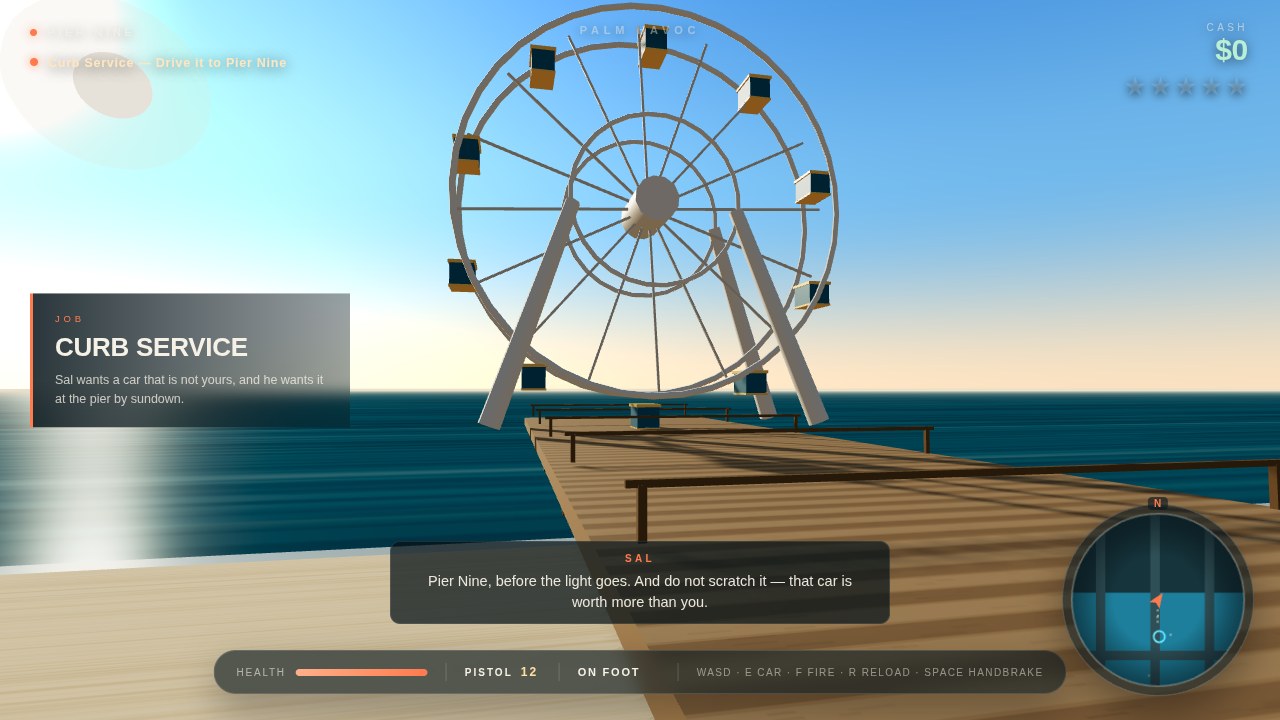 PIER NINE
PALM HAVOC
CASH
$0
Curb Service — Drive it to Pier Nine
JOB
CURB SERVICE
Sal wants a car that is not yours, and he wants it
at the pier by sundown.
N
SAL
Pier Nine, before the light goes. And do not scratch it — that car is
worth more than you.
HEALTH
PISTOL 12
ON FOOT
WASD · E CAR · F FIRE · R RELOAD · SPACE HANDBRAKE